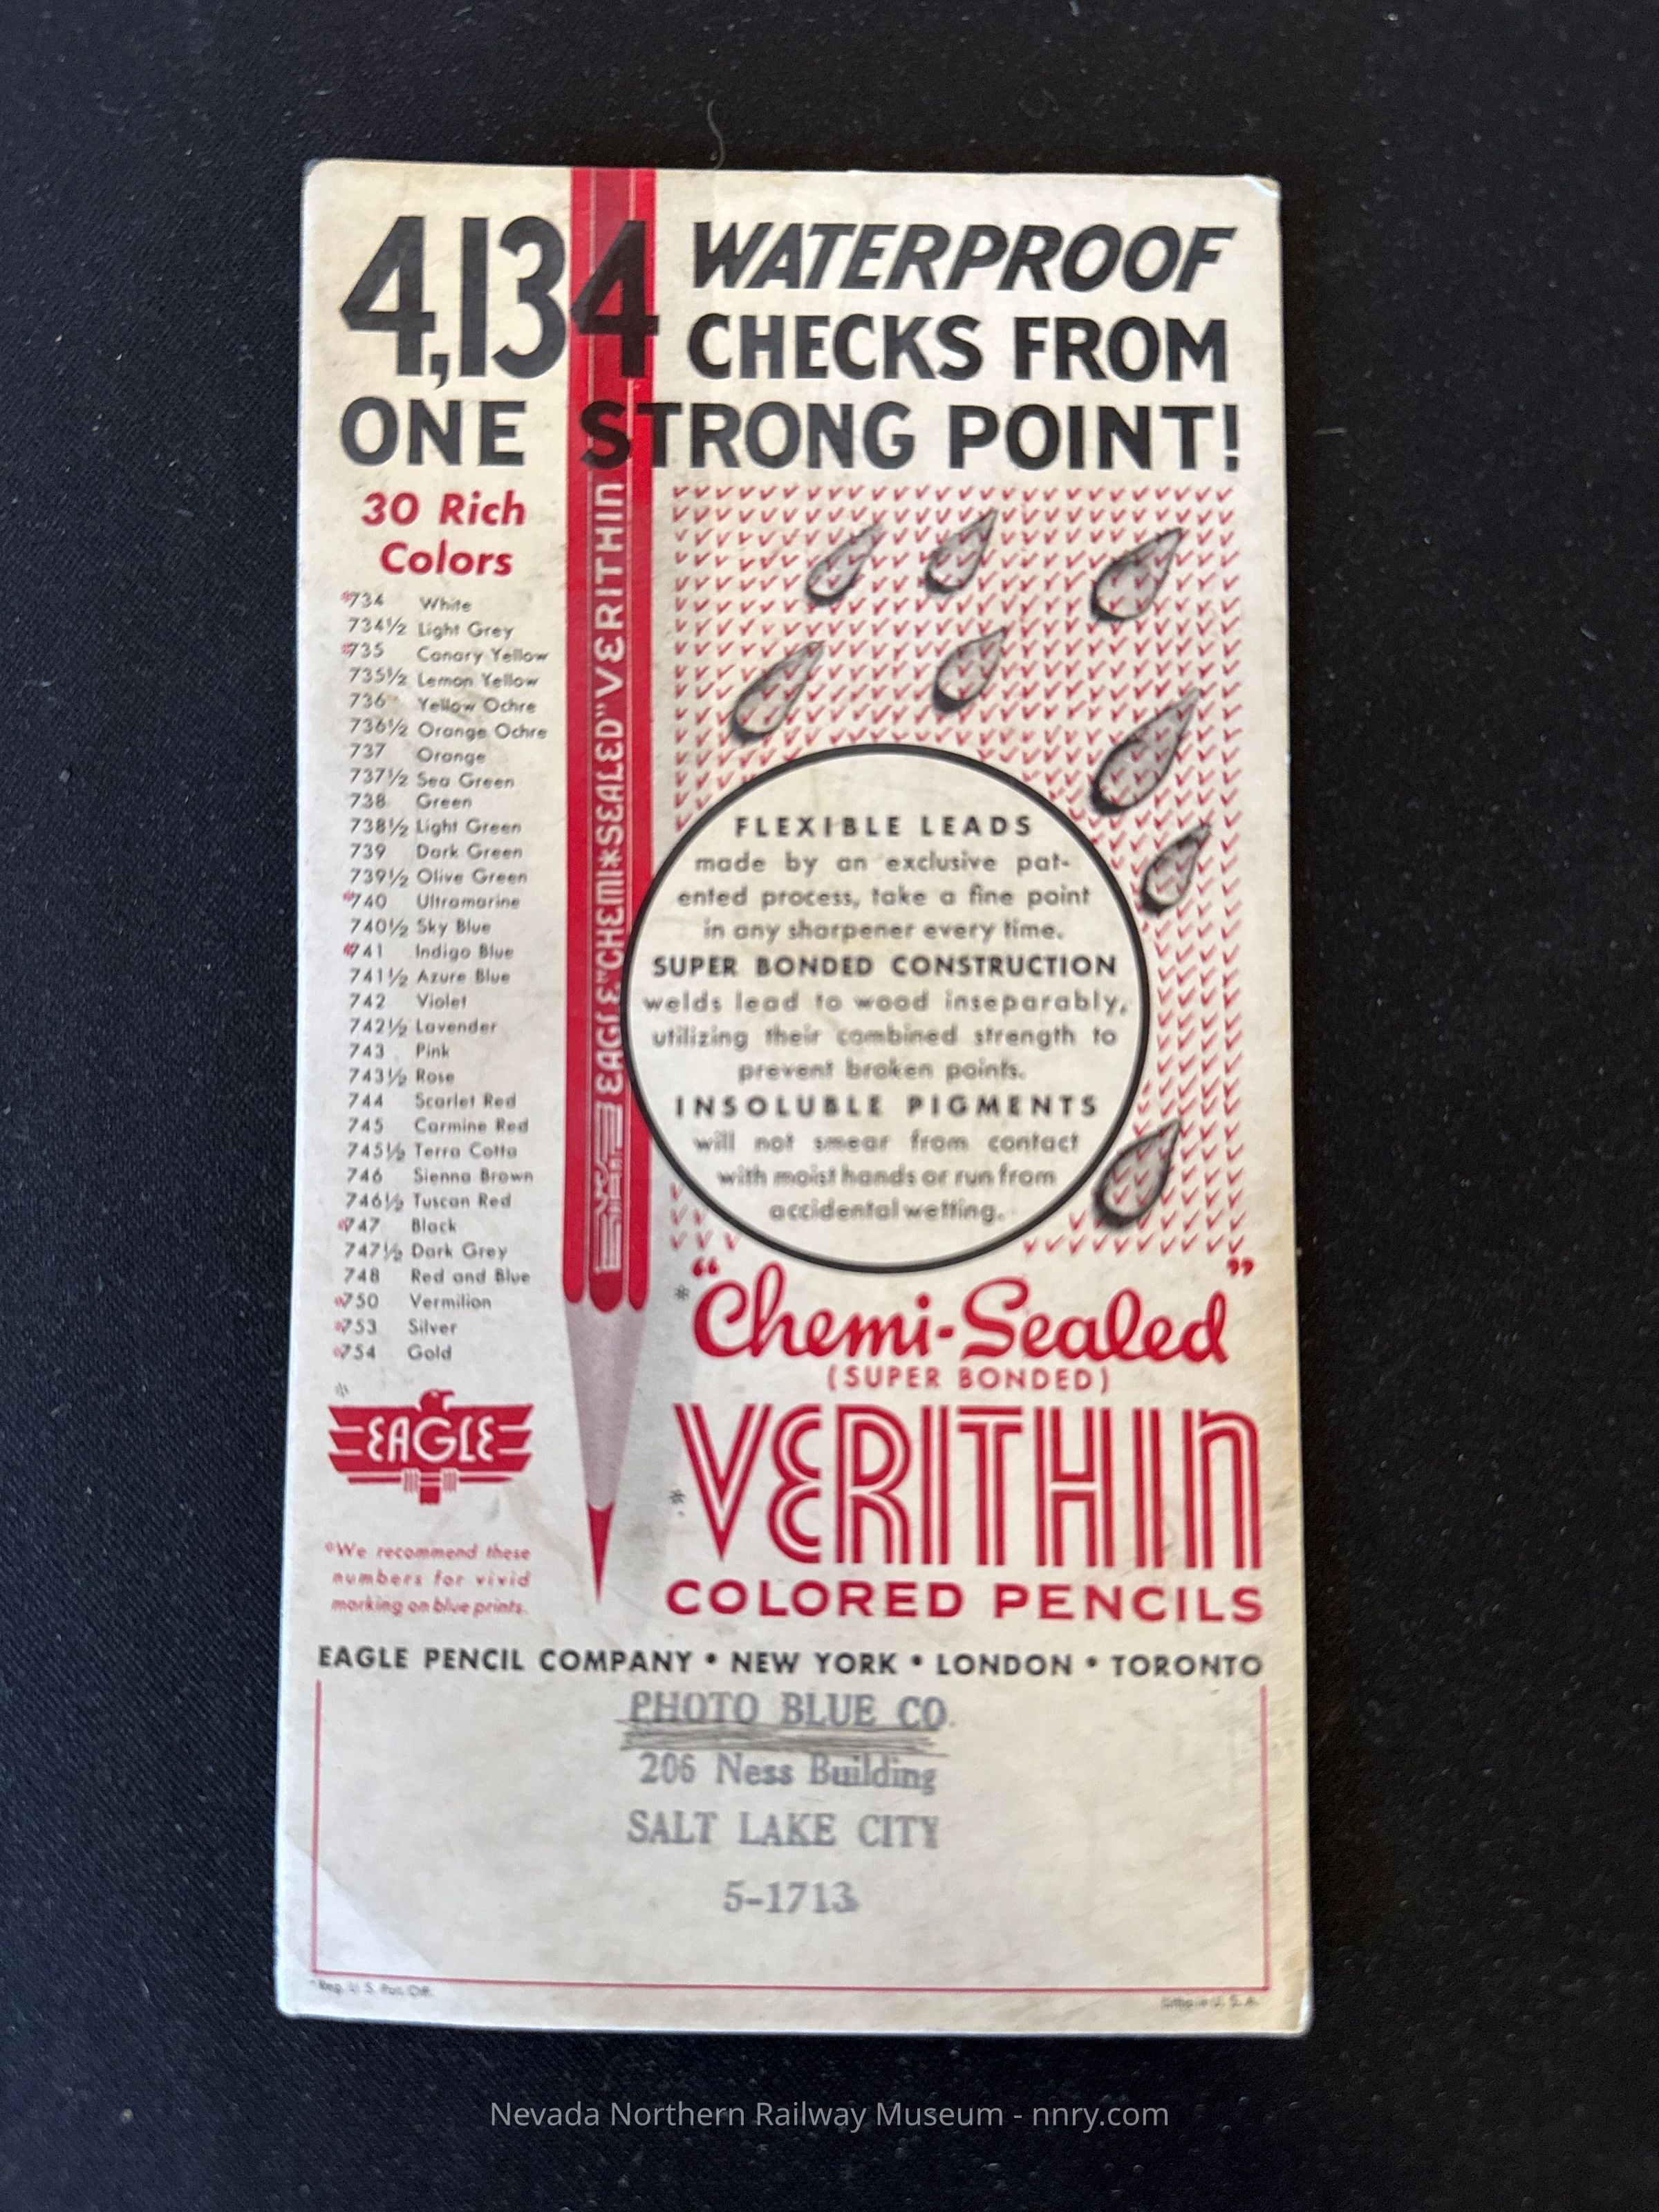 4,134 WATERPROOF
CHECKS FROM
ONE STRONG POINT!
30 Rich
Colors
*734 White
734½ Light Grey
*735 Canary Yellow
735½ Lemon Yellow
736 Yellow Ochre
736½ Orange Ochre
737 Orange
737½ Sea Green
738 Green
738½ Light Green
739 Dark Green
739½ Olive Green
*740 Ultramarine
740½ Sky Blue
*741 Indigo Blue
741½ Azure Blue
742 Violet
742½ Lavender
743 Pink
743½ Rose
744 Scarlet Red
745 Carmine Red
745½ Terra Cotta
746 Sienna Brown
746½ Tuscan Red
*747 Black
747½ Dark Grey
748 Red and Blue
*750 Vermilion
*753 Silver
*754 Gold
* EAGLE
*We recommend these
numbers for vivid
marking on blue prints.
EAGLE "CHEMI*SEALED" VERITHIN
FLEXIBLE LEADS
made by an exclusive pat-
ented process, take a fine point
in any sharpener every time.
SUPER BONDED CONSTRUCTION
welds lead to wood inseparably,
utilizing their combined strength to
prevent broken points.
INSOLUBLE PIGMENTS
will not smear from contact
with moist hands or run from
accidental wetting.
* "Chemi-Sealed"
(SUPER BONDED)
* VERITHIN
COLORED PENCILS
EAGLE PENCIL COMPANY • NEW YORK • LONDON • TORONTO
PHOTO BLUE CO.
206 Ness Building
SALT LAKE CITY
5-1713
*Reg. U. S. Pat. Off.
Litho in U. S. A.
Nevada Northern Railway Museum - nnry.com